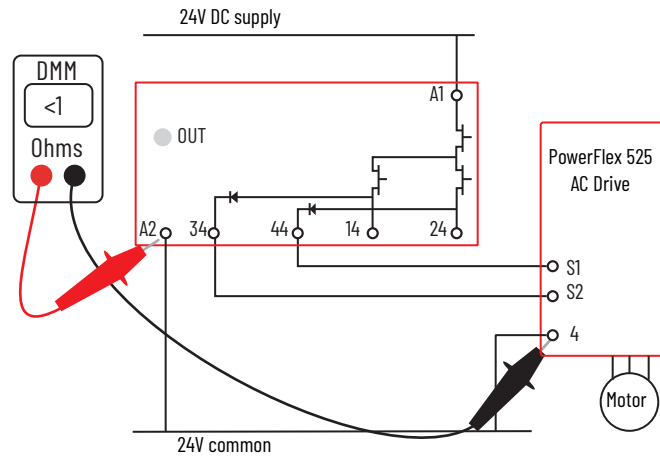 24V DC supply
DMM
<1
Ohms
A1
OUT
A2
34
44
14
24
PowerFlex 525
AC Drive
S1
S2
4
Motor
24V common